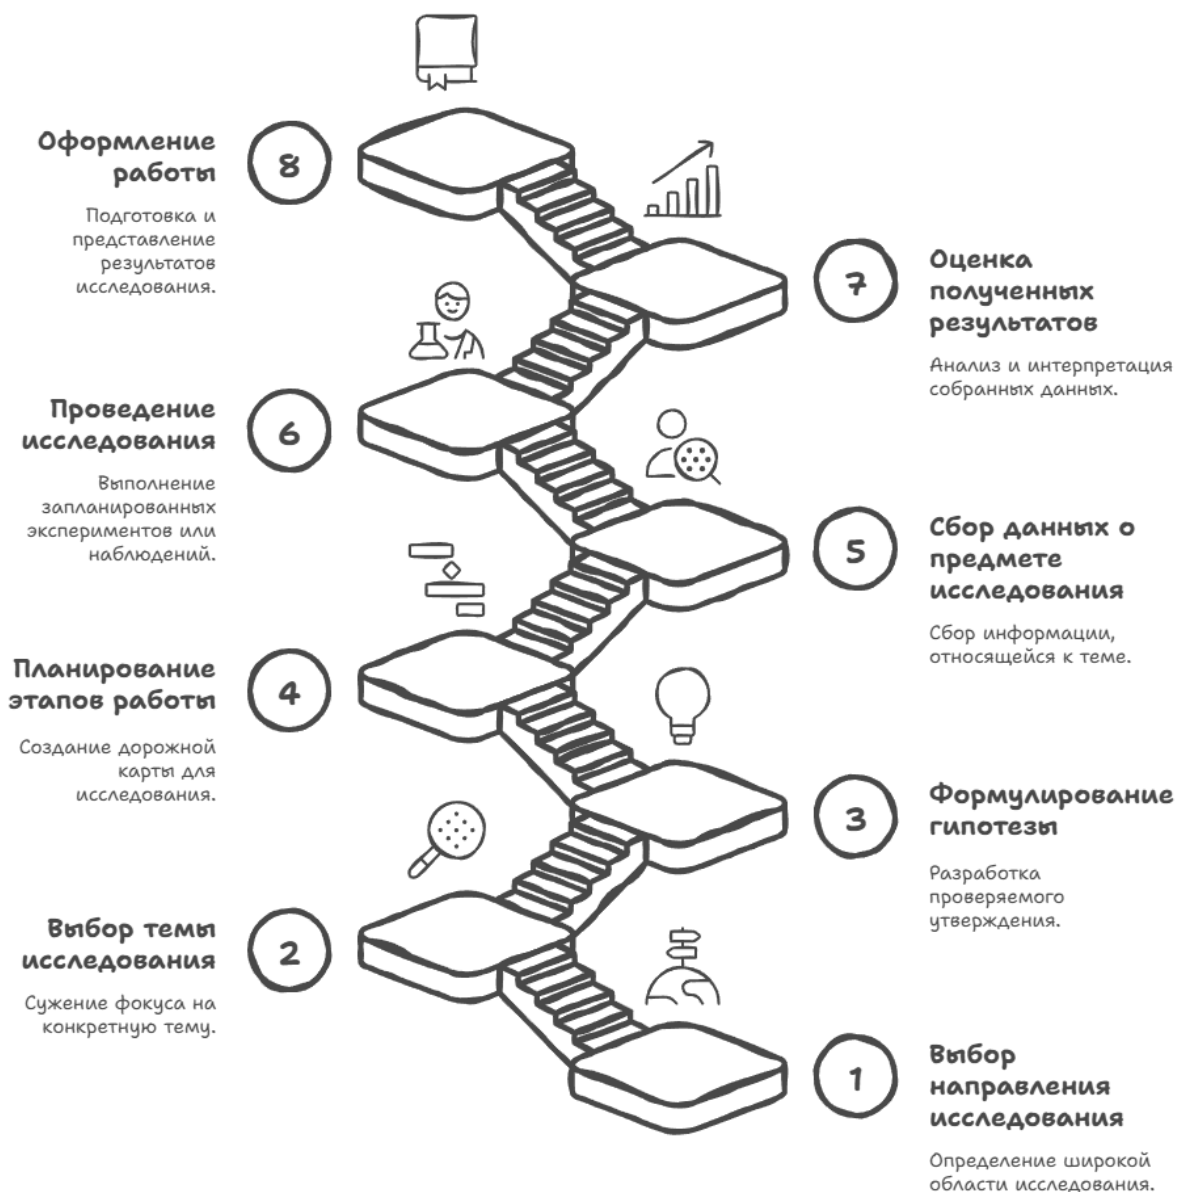 Оформление
работы
8
Подготовка и
представление
результатов
исследования.
7
Оценка
полученных
результатов
Анализ и интерпретация
собранных данных.
Проведение
исследования
6
Выполнение
запланированных
экспериментов или
наблюдений.
5
Сбор данных о
предмете
исследования
Сбор информации,
относящейся к теме.
Планирование
этапов работы
4
Создание дорожной
карты для
исследования.
3
Формулирование
гипотезы
Разработка
проверяемого
утверждения.
Выбор темы
исследования
2
Сужение фокуса на
конкретную тему.
1
Выбор
направления
исследования
Определение широкой
области исследования.